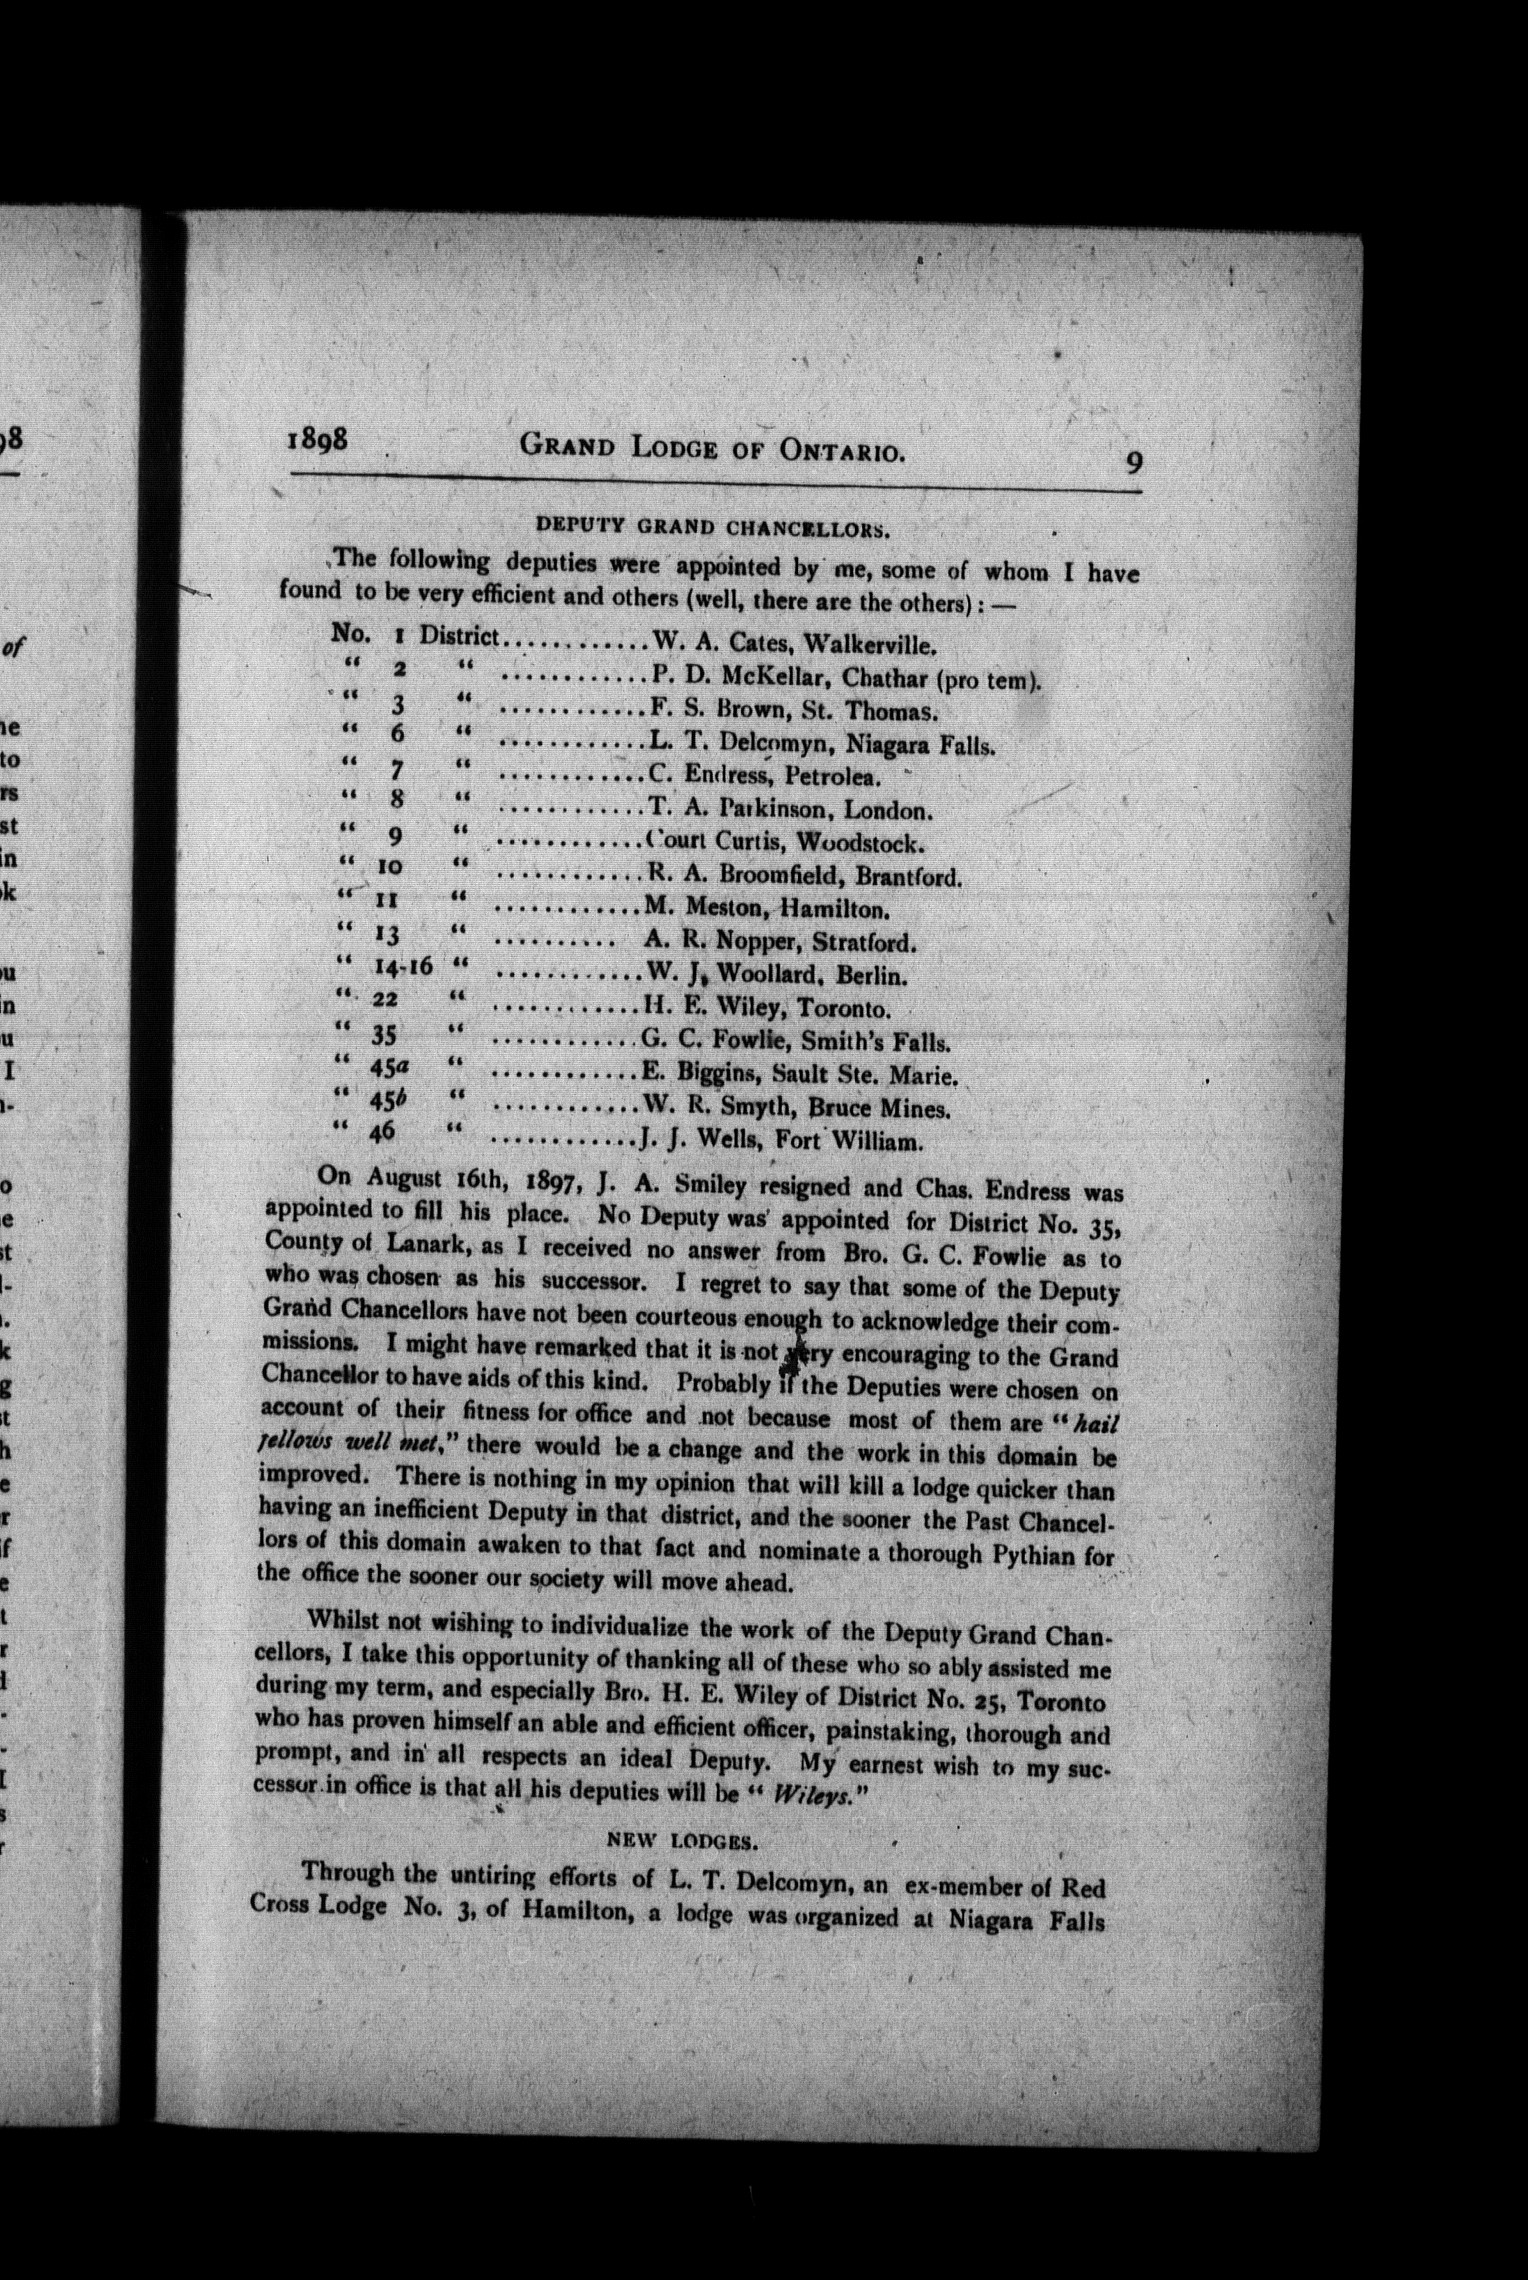 1898 GRAND LODGE OF ONTARIO. 9
DEPUTY GRAND CHANCELLORS.
The following deputies were appointed by me, some of whom I have
found to be very efficient and others (well, there are the others) : —
No. 1 District............W. A. Cates, Walkerville.
“ 2 “ ............P. D. McKellar, Chathar (pro tem).
“ 3 “ ............F. S. Brown, St. Thomas.
“ 6 “ ............L. T. Delcomyn, Niagara Falls.
“ 7 “ ............C. Endress, Petrolea.
“ 8 “ ............T. A. Parkinson, London.
“ 9 “ ............Court Curtis, Woodstock.
“ 10 “ ............R. A. Broomfield, Brantford.
“ 11 “ ............M. Meston, Hamilton.
“ 13 “ .......... A. R. Nopper, Stratford.
“ 14-16 “ ............W. J. Woollard, Berlin.
“ 22 “ ............H. E. Wiley, Toronto.
“ 35 “ ............G. C. Fowlie, Smith's Falls.
“ 45a “ ............E. Biggins, Sault Ste. Marie.
“ 45b “ ............W. R. Smyth, Bruce Mines.
“ 46 “ ............J. J. Wells, Fort William.
On August 16th, 1897, J. A. Smiley resigned and Chas. Endress was
appointed to fill his place. No Deputy was appointed for District No. 35,
County of Lanark, as I received no answer from Bro. G. C. Fowlie as to
who was chosen as his successor. I regret to say that some of the Deputy
Grand Chancellors have not been courteous enough to acknowledge their com-
missions. I might have remarked that it is not very encouraging to the Grand
Chancellor to have aids of this kind. Probably if the Deputies were chosen on
account of their fitness for office and not because most of them are “ hail
fellows well met,” there would be a change and the work in this domain be
improved. There is nothing in my opinion that will kill a lodge quicker than
having an inefficient Deputy in that district, and the sooner the Past Chancel-
lors of this domain awaken to that fact and nominate a thorough Pythian for
the office the sooner our society will move ahead.
Whilst not wishing to individualize the work of the Deputy Grand Chan-
cellors, I take this opportunity of thanking all of these who so ably assisted me
during my term, and especially Bro. H. E. Wiley of District No. 25, Toronto
who has proven himself an able and efficient officer, painstaking, thorough and
prompt, and in all respects an ideal Deputy. My earnest wish to my suc-
cessor in office is that all his deputies will be “ Wileys.”
NEW LODGES.
Through the untiring efforts of L. T. Delcomyn, an ex-member of Red
Cross Lodge No. 3, of Hamilton, a lodge was organized at Niagara Falls